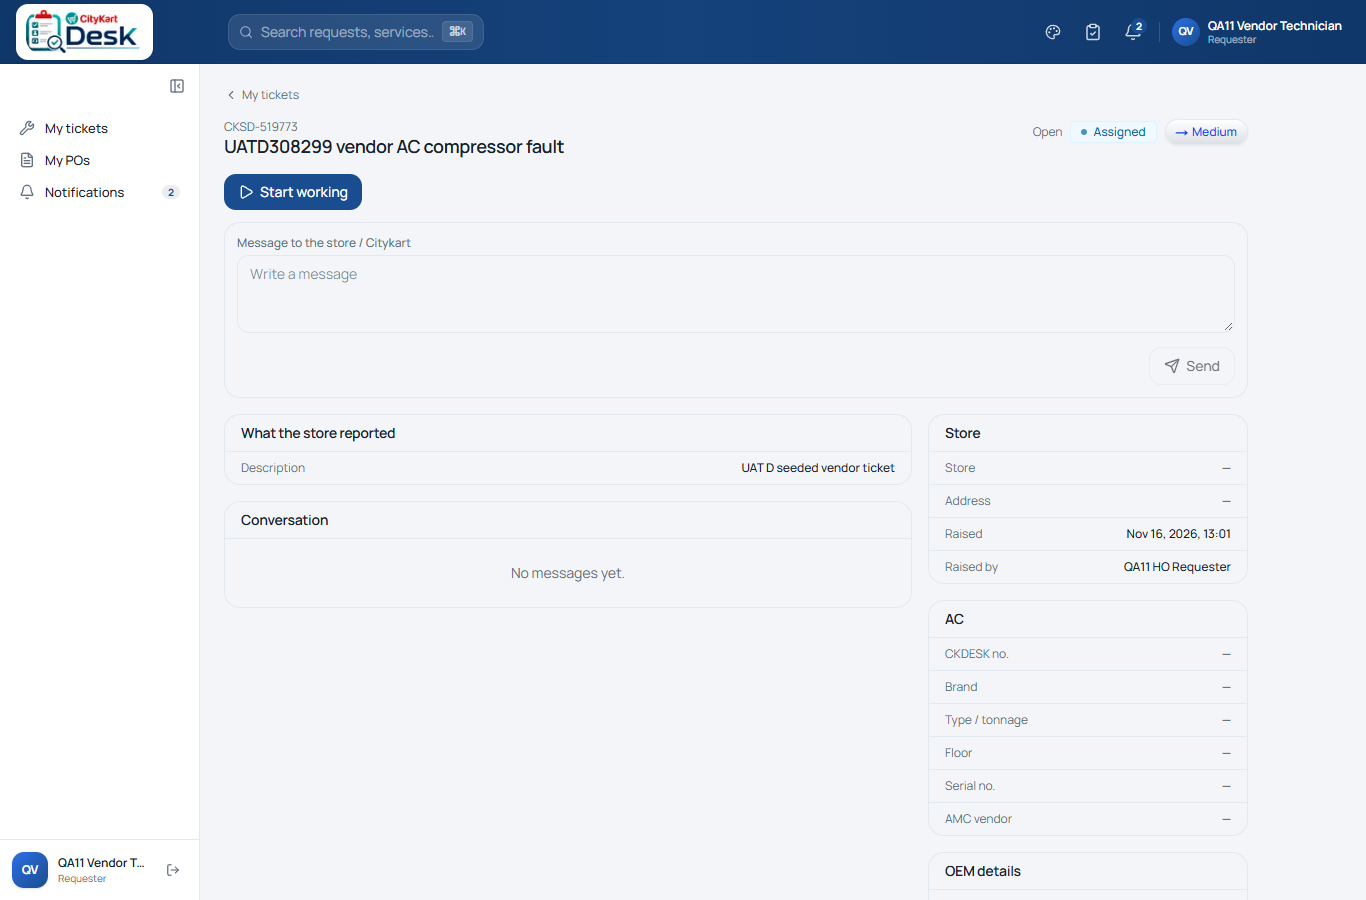 CityKart
Desk
Search requests, services..
⌘K
2
QV
QA11 Vendor Technician
Requester
My tickets
My POs
Notifications
2
My tickets
CKSD-519773
UATD308299 vendor AC compressor fault
Open
Assigned
→ Medium
Start working
Message to the store / Citykart
Write a message
Send
What the store reported
Description
UAT D seeded vendor ticket
Conversation
No messages yet.
Store
Store –
Address –
Raised Nov 16, 2026, 13:01
Raised by QA11 HO Requester
AC
CKDESK no. –
Brand –
Type / tonnage –
Floor –
Serial no. –
AMC vendor –
OEM details
QV
QA11 Vendor T...
Requester